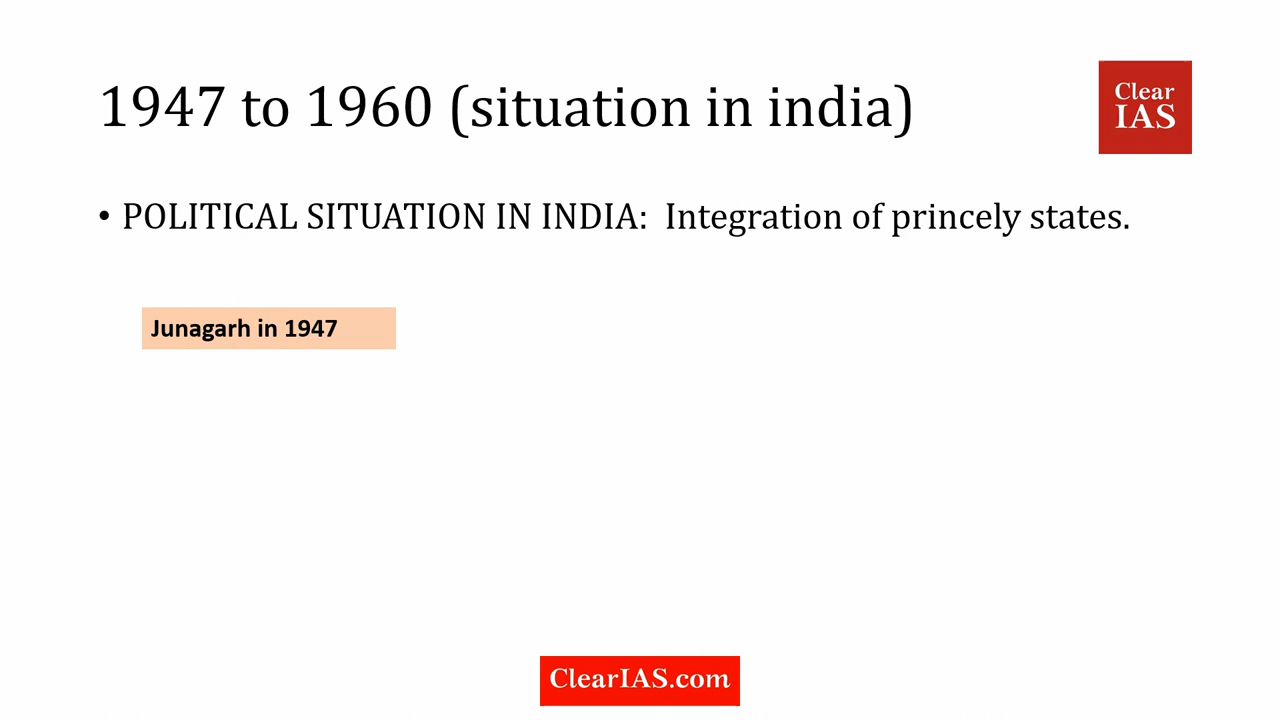 1947 to 1960 (situation in india)
Clear
IAS
• POLITICAL SITUATION IN INDIA: Integration of princely states.
Junagarh in 1947
ClearIAS.com